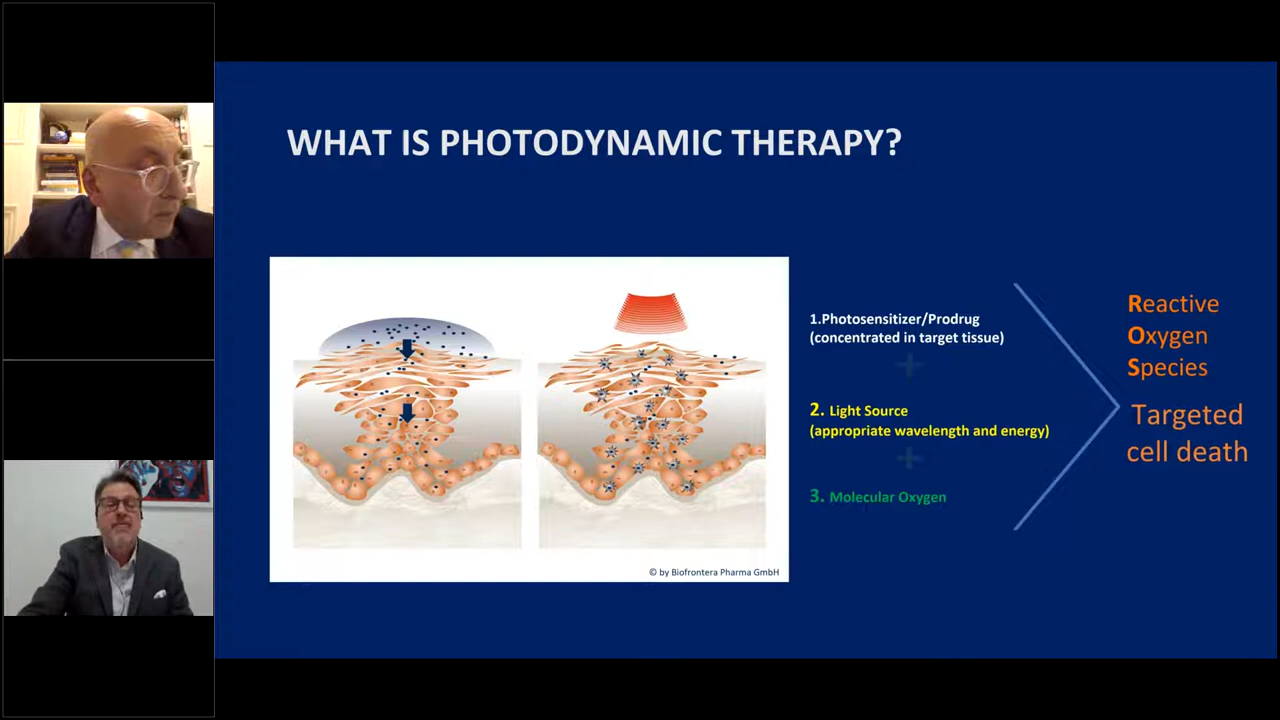 WHAT IS PHOTODYNAMIC THERAPY?
1.Photosensitizer/Prodrug
(concentrated in target tissue)
+
2. Light Source
(appropriate wavelength and energy)
+
3. Molecular Oxygen
Reactive
Oxygen
Species
Targeted
cell death
© by Biofrontera Pharma GmbH